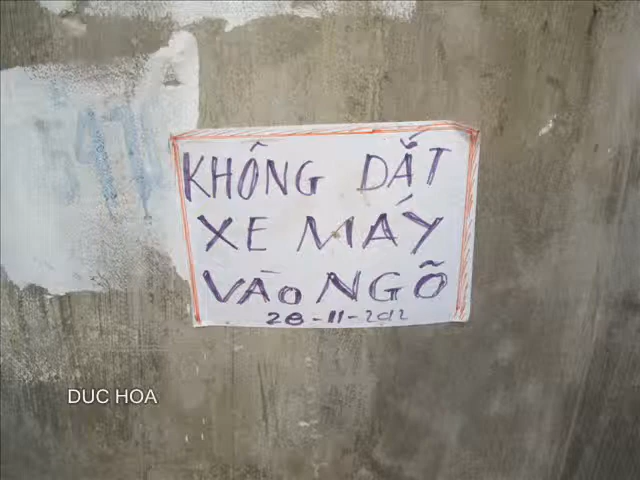 KHÔNG DẮT
XE MÁY
VÀO NGÕ
28-11-2012
DUC HOA